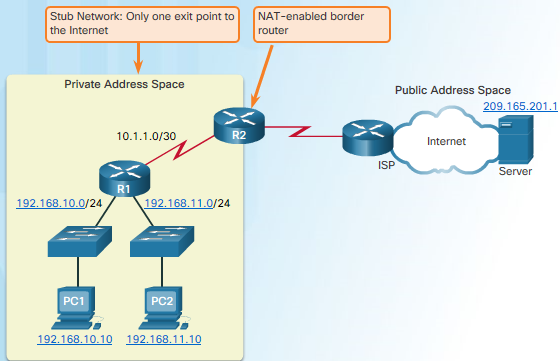 Stub Network: Only one exit point to
the Internet
NAT-enabled border
router
Private Address Space
Public Address Space
209.165.201.1
R2
10.1.1.0/30
Internet
ISP
Server
R1
192.168.10.0/24
192.168.11.0/24
PC1
PC2
192.168.10.10
192.168.11.10